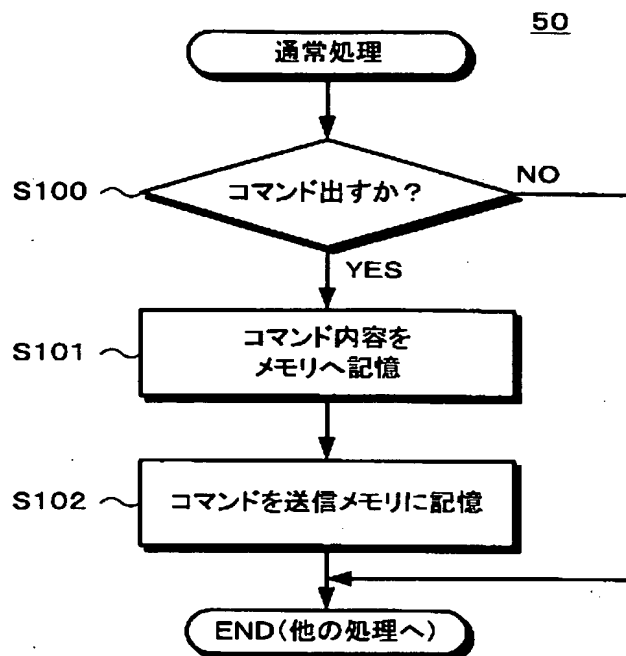 50
通常処理
S100
コマンド出すか?
NO
YES
S101
コマンド内容を
メモリへ記憶
S102
コマンドを送信メモリに記憶
END(他の処理へ)